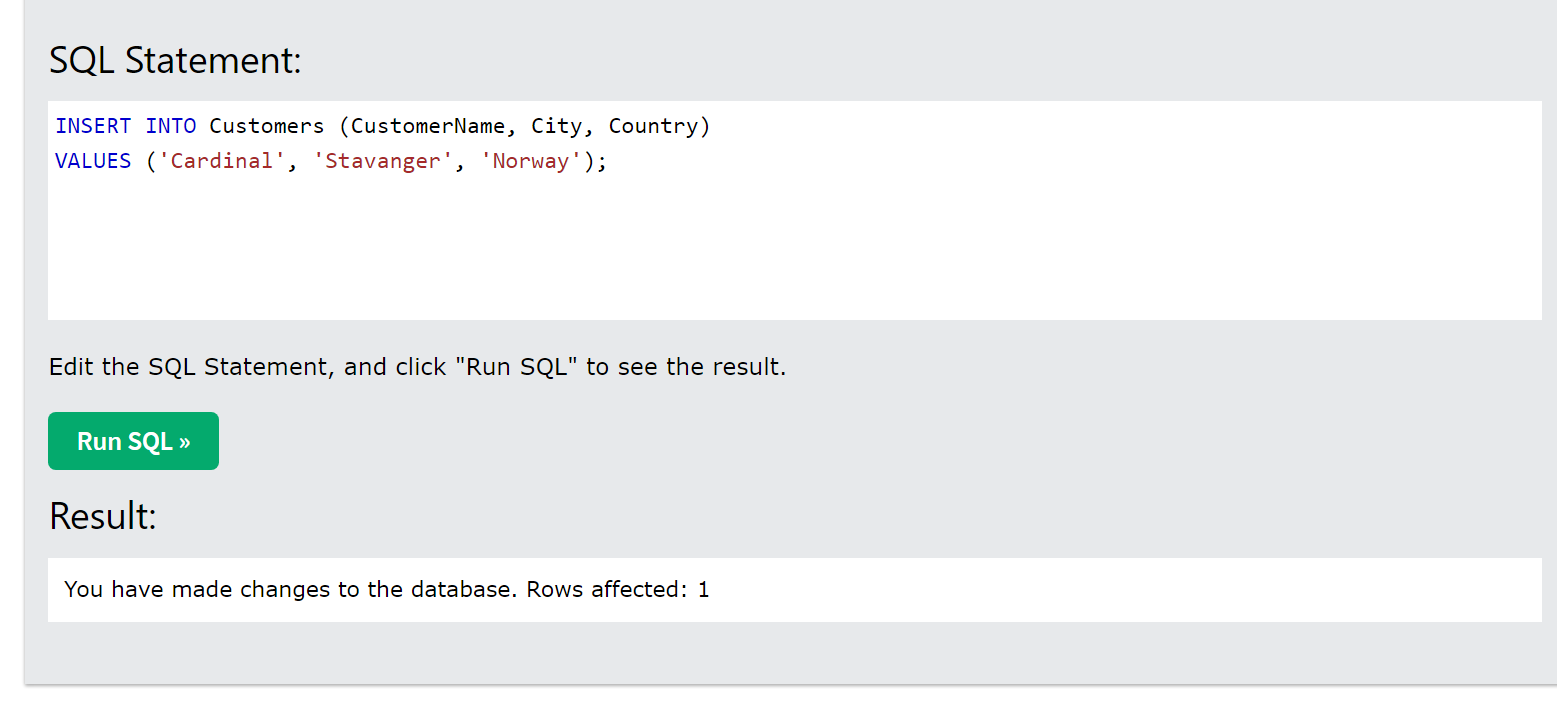 SQL Statement:
INSERT INTO Customers (CustomerName, City, Country)
VALUES ('Cardinal', 'Stavanger', 'Norway');
Edit the SQL Statement, and click "Run SQL" to see the result.
Run SQL »
Result:
You have made changes to the database. Rows affected: 1